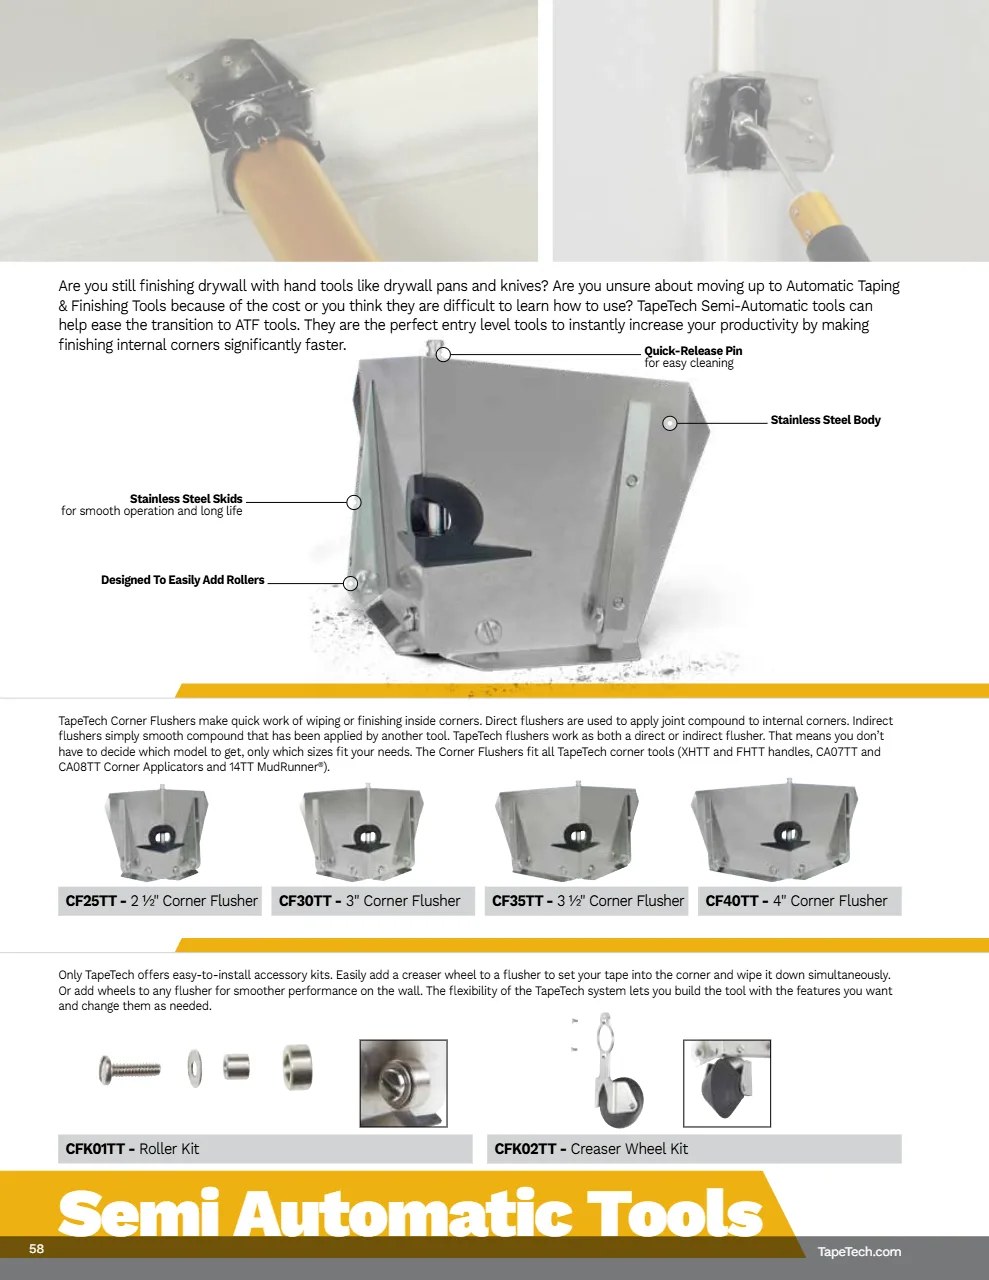 Are you still finishing drywall with hand tools like drywall pans and knives? Are you unsure about moving up to Automatic Taping
& Finishing Tools because of the cost or you think they are difficult to learn how to use? TapeTech Semi-Automatic tools can
help ease the transition to ATF tools. They are the perfect entry level tools to instantly increase your productivity by making
finishing internal corners significantly faster.
Quick-Release Pin
for easy cleaning
Stainless Steel Body
Stainless Steel Skids
for smooth operation and long life
Designed To Easily Add Rollers
TapeTech Corner Flushers make quick work of wiping or finishing inside corners. Direct flushers are used to apply joint compound to internal corners. Indirect
flushers simply smooth compound that has been applied by another tool. TapeTech flushers work as both a direct or indirect flusher. That means you don't
have to decide which model to get, only which sizes fit your needs. The Corner Flushers fit all TapeTech corner tools (XHTT and FHTT handles, CA07TT and
CA08TT Corner Applicators and 14TT MudRunner®).
CF25TT - 2 ½" Corner Flusher
CF30TT - 3" Corner Flusher
CF35TT - 3 ½" Corner Flusher
CF40TT - 4" Corner Flusher
Only TapeTech offers easy-to-install accessory kits. Easily add a creaser wheel to a flusher to set your tape into the corner and wipe it down simultaneously.
Or add wheels to any flusher for smoother performance on the wall. The flexibility of the TapeTech system lets you build the tool with the features you want
and change them as needed.
CFK01TT - Roller Kit
CFK02TT - Creaser Wheel Kit
Semi Automatic Tools
58
TapeTech.com